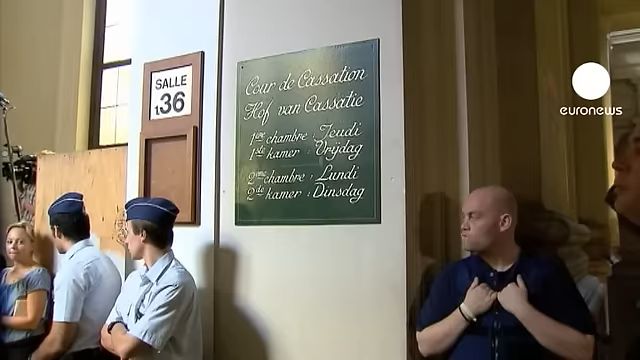 SALLE
1.36
Cour de Cassation
Hof van Cassatie
1ème chambre : Jeudi
1ste kamer : Vrijdag
2ème chambre : Lundi
2de kamer : Dinsdag
euronews